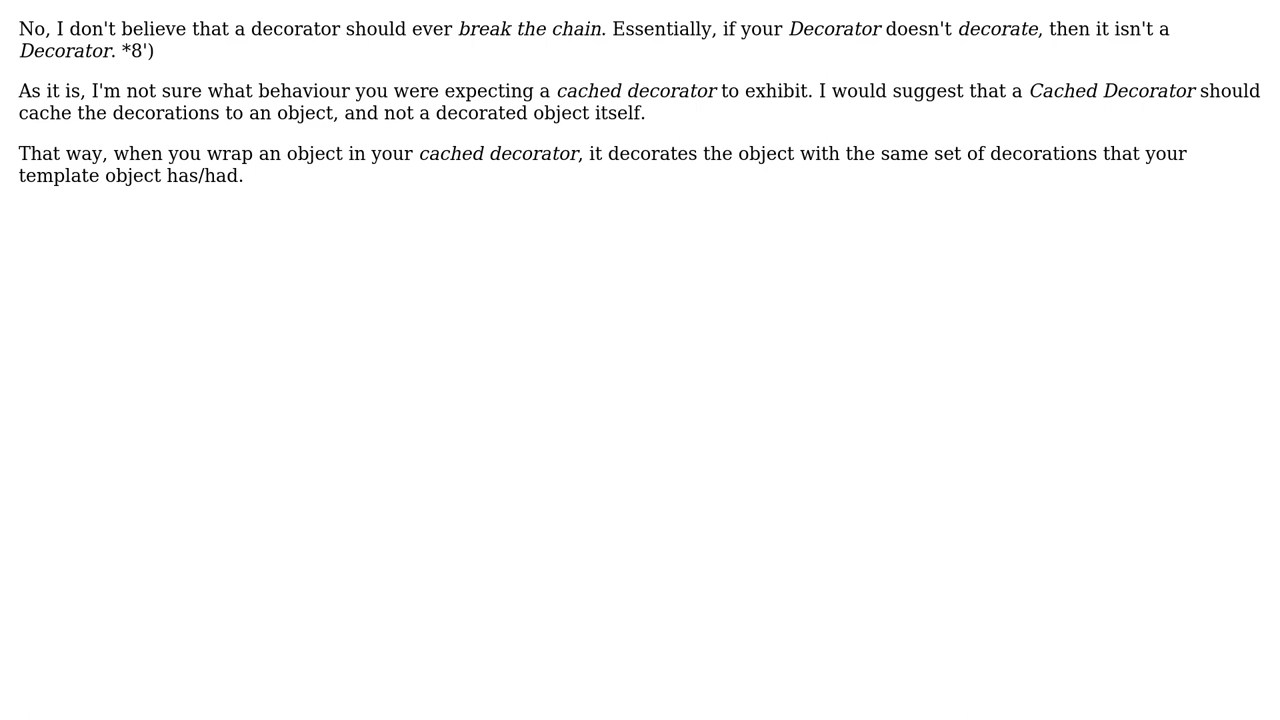 No, I don't believe that a decorator should ever break the chain. Essentially, if your Decorator doesn't decorate, then it isn't a
Decorator. *8')
As it is, I'm not sure what behaviour you were expecting a cached decorator to exhibit. I would suggest that a Cached Decorator should
cache the decorations to an object, and not a decorated object itself.
That way, when you wrap an object in your cached decorator, it decorates the object with the same set of decorations that your
template object has/had.